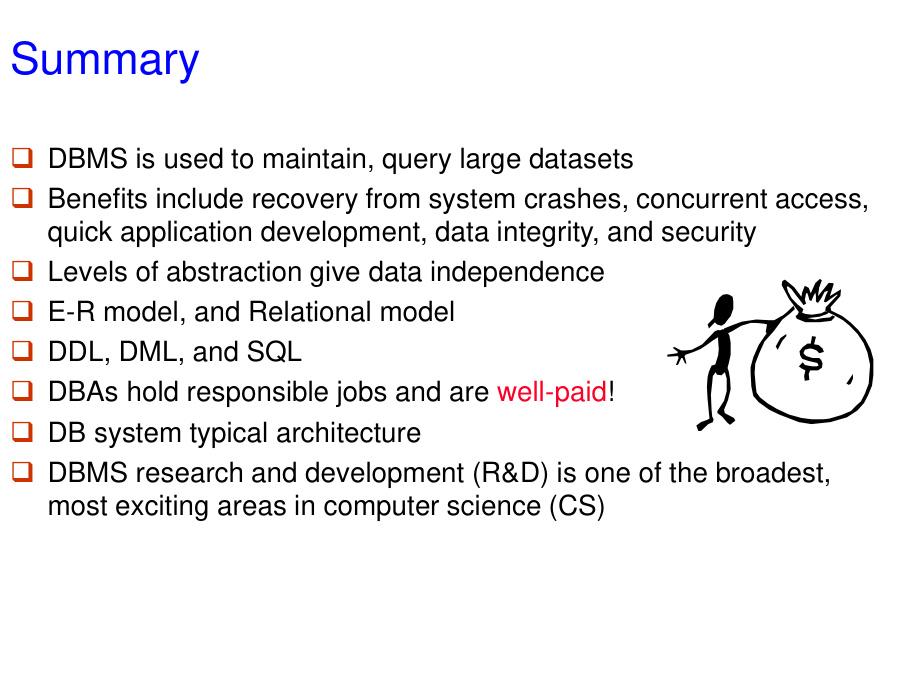 Summary
❑ DBMS is used to maintain, query large datasets
❑ Benefits include recovery from system crashes, concurrent access,
quick application development, data integrity, and security
❑ Levels of abstraction give data independence
❑ E-R model, and Relational model
❑ DDL, DML, and SQL
❑ DBAs hold responsible jobs and are well-paid!
❑ DB system typical architecture
❑ DBMS research and development (R&D) is one of the broadest,
most exciting areas in computer science (CS)
$